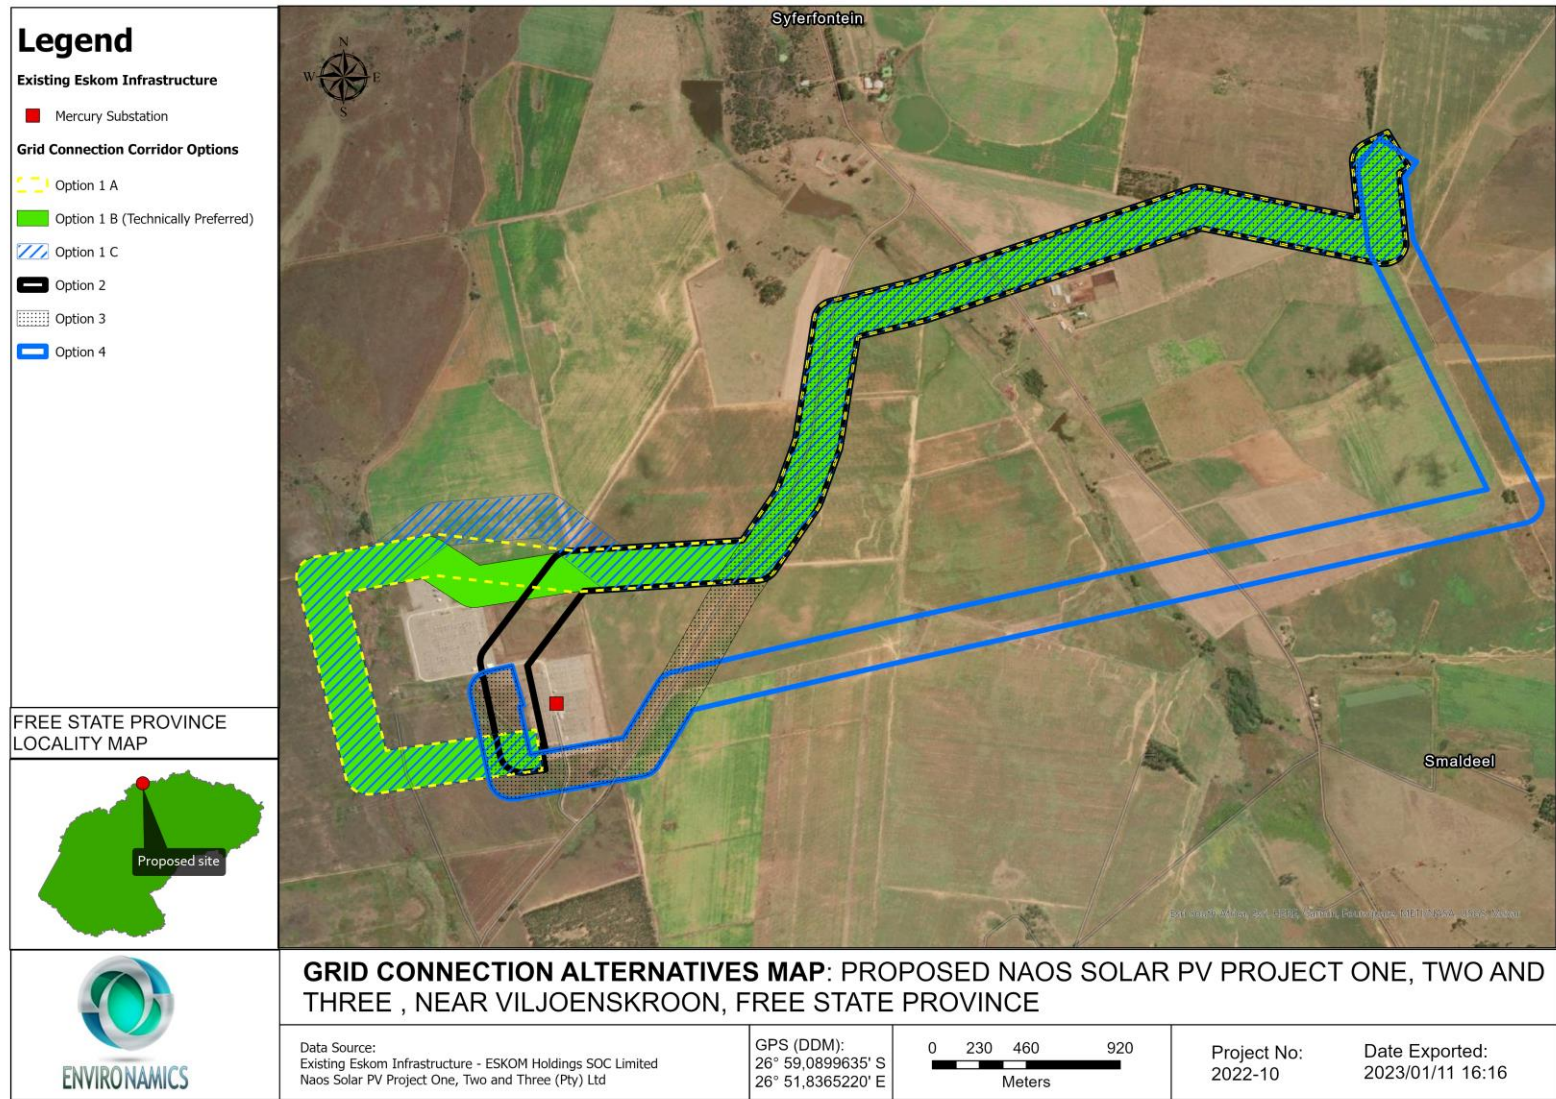 Legend
Existing Eskom Infrastructure
Mercury Substation
Grid Connection Corridor Options
Option 1 A
Option 1 B (Technically Preferred)
Option 1 C
Option 2
Option 3
Option 4
N
W E
S
Syferfontein
Smaldeel
FREE STATE PROVINCE
LOCALITY MAP
Proposed site
ENVIRONAMICS
GRID CONNECTION ALTERNATIVES MAP: PROPOSED NAOS SOLAR PV PROJECT ONE, TWO AND
THREE , NEAR VILJOENSKROON, FREE STATE PROVINCE
Data Source:
Existing Eskom Infrastructure - ESKOM Holdings SOC Limited
Naos Solar PV Project One, Two and Three (Pty) Ltd
GPS (DDM):
26° 59,0899635' S
26° 51,8365220' E
0 230 460 920
Meters
Project No:
2022-10
Date Exported:
2023/01/11 16:16